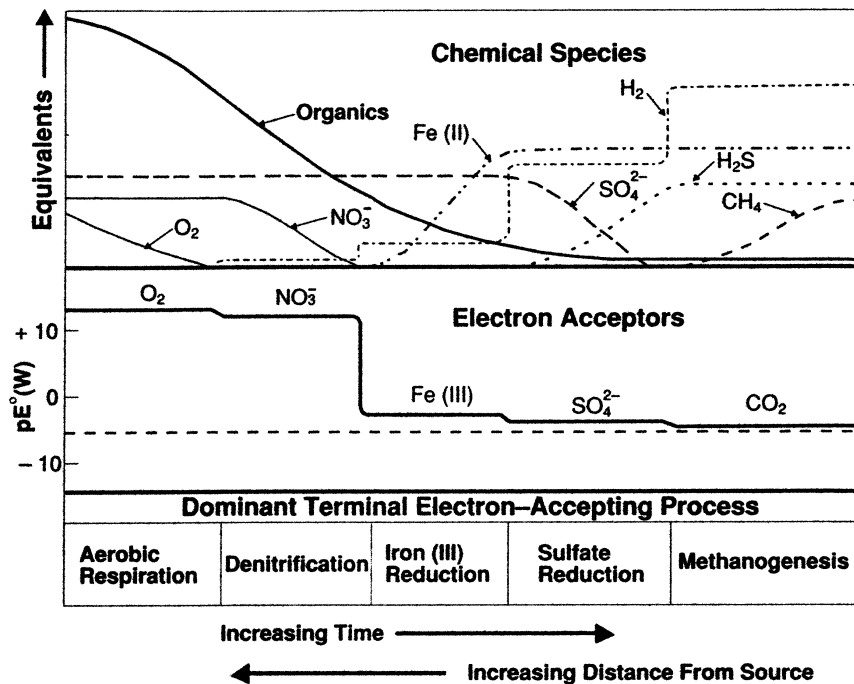 Chemical Species
Equivalents
Organics
Fe (II)
H₂
H₂S
SO₄²⁻
CH₄
NO₃⁻
O₂
O₂
NO₃⁻
Electron Acceptors
Fe (III)
SO₄²⁻
CO₂
pE°(W)
+ 10
0
– 10
Dominant Terminal Electron–Accepting Process
Aerobic
Respiration
Denitrification
Iron (III)
Reduction
Sulfate
Reduction
Methanogenesis
Increasing Time
Increasing Distance From Source